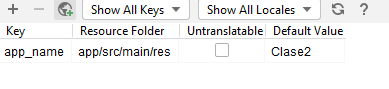 Show All Keys Show All Locales
Key Resource Folder Untranslatable Default Value
app_name app/src/main/res Clase2